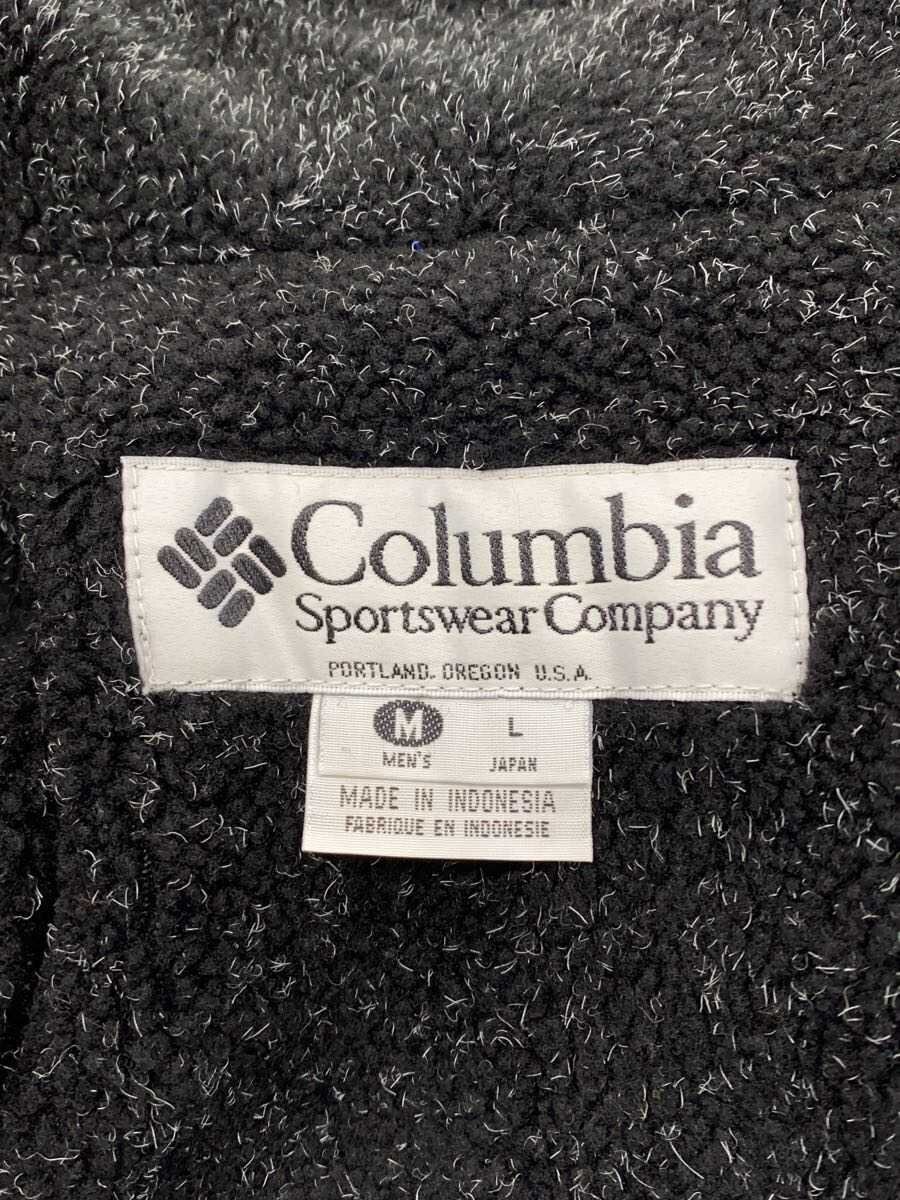 Columbia
Sportswear Company
PORTLAND, OREGON U.S.A.
M L
MEN'S JAPAN
MADE IN INDONESIA
FABRIQUE EN INDONESIE